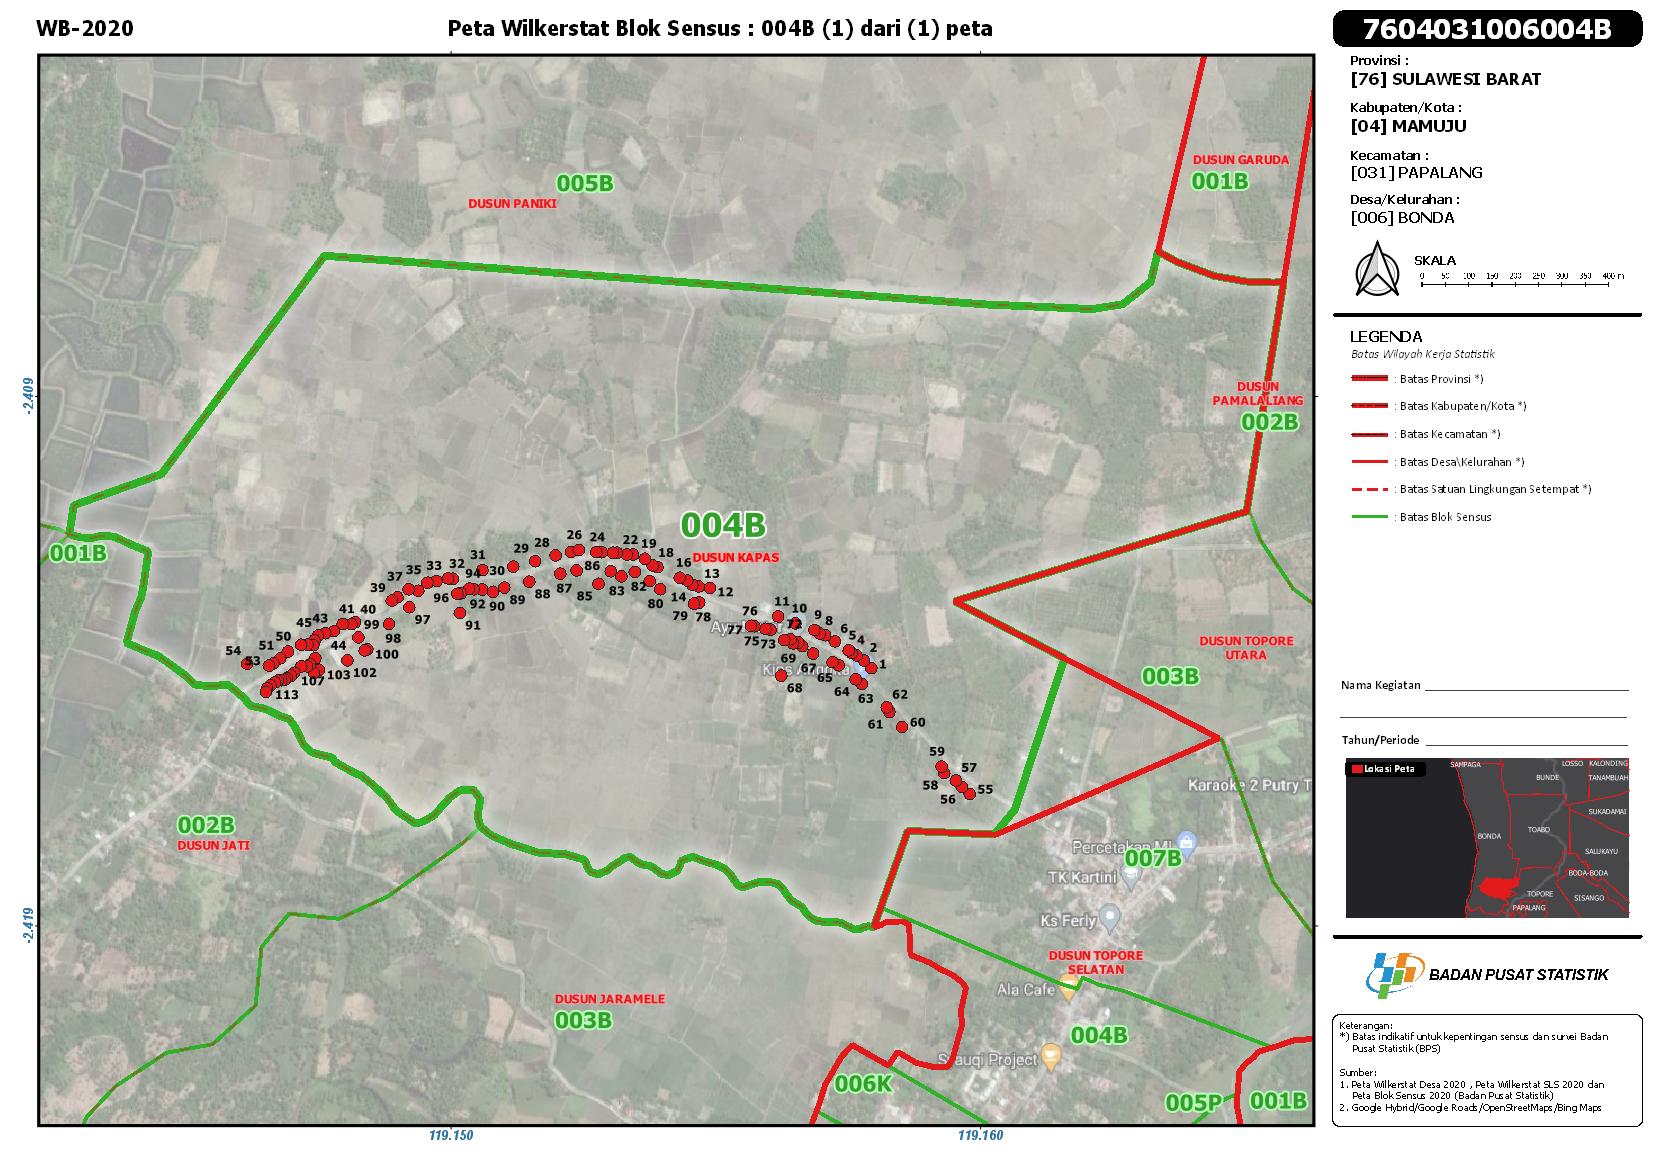 WB-2020
Peta Wilkerstat Blok Sensus : 004B (1) dari (1) peta
7604031006004B
Provinsi :
[76] SULAWESI BARAT
Kabupaten/Kota :
[04] MAMUJU
Kecamatan :
[031] PAPALANG
Desa/Kelurahan :
[006] BONDA
SKALA
0 50 100 150 200 250 300 350 400 m
LEGENDA
Batas Wilayah Kerja Statistik
: Batas Provinsi *)
: Batas Kabupaten/Kota *)
: Batas Kecamatan *)
: Batas Desa\Kelurahan *)
: Batas Satuan Lingkungan Setempat *)
: Batas Blok Sensus
Nama Kegiatan
Tahun/Periode
Lokasi Peta
SAMPAGA
LOSSO
KALONDING
BUNDE
TANAMBUAH
SUKADAMAI
BONDA
TOABO
SALUKAYU
BODA-BODA
TOPORE
SISANGO
PAPALANG
BADAN PUSAT STATISTIK
Keterangan:
*) Batas indikatif untuk kepentingan sensus dan survei Badan
Pusat Statistik (BPS)
Sumber:
1. Peta Wilkerstat Desa 2020 , Peta Wilkerstat SLS 2020 dan
Peta Blok Sensus 2020 (Badan Pusat Statistik)
2. Google Hybrid/Google Roads/OpenStreetMaps/Bing Maps
DUSUN GARUDA
001B
005B
DUSUN PANIKI
DUSUN
PAMALALIANG
002B
-2.409
004B
DUSUN KAPAS
001B
26 24 22 19
28
29
18
31
30
32
33
35
37
39
16
13
12
14
94
96
92
90
89
88
87
86
85
83
82
80
79
78
91
97
98
99
100
40
41
43
45
44
50
51
53
54
102
103
107
113
11
10
9
8
6
5
4
2
1
76
77
75
73
72
69
68
67
65
64
63
62
61
60
59
58
57
56
55
DUSUN TOPORE
UTARA
003B
Karaoke 2 Putry T
002B
DUSUN JATI
007B
TK Kartini
Ks Ferly
-2.419
DUSUN TOPORE
SELATAN
Ala Cafe
DUSUN JARAMELE
003B
004B
006K
005P
001B
119.150
119.160